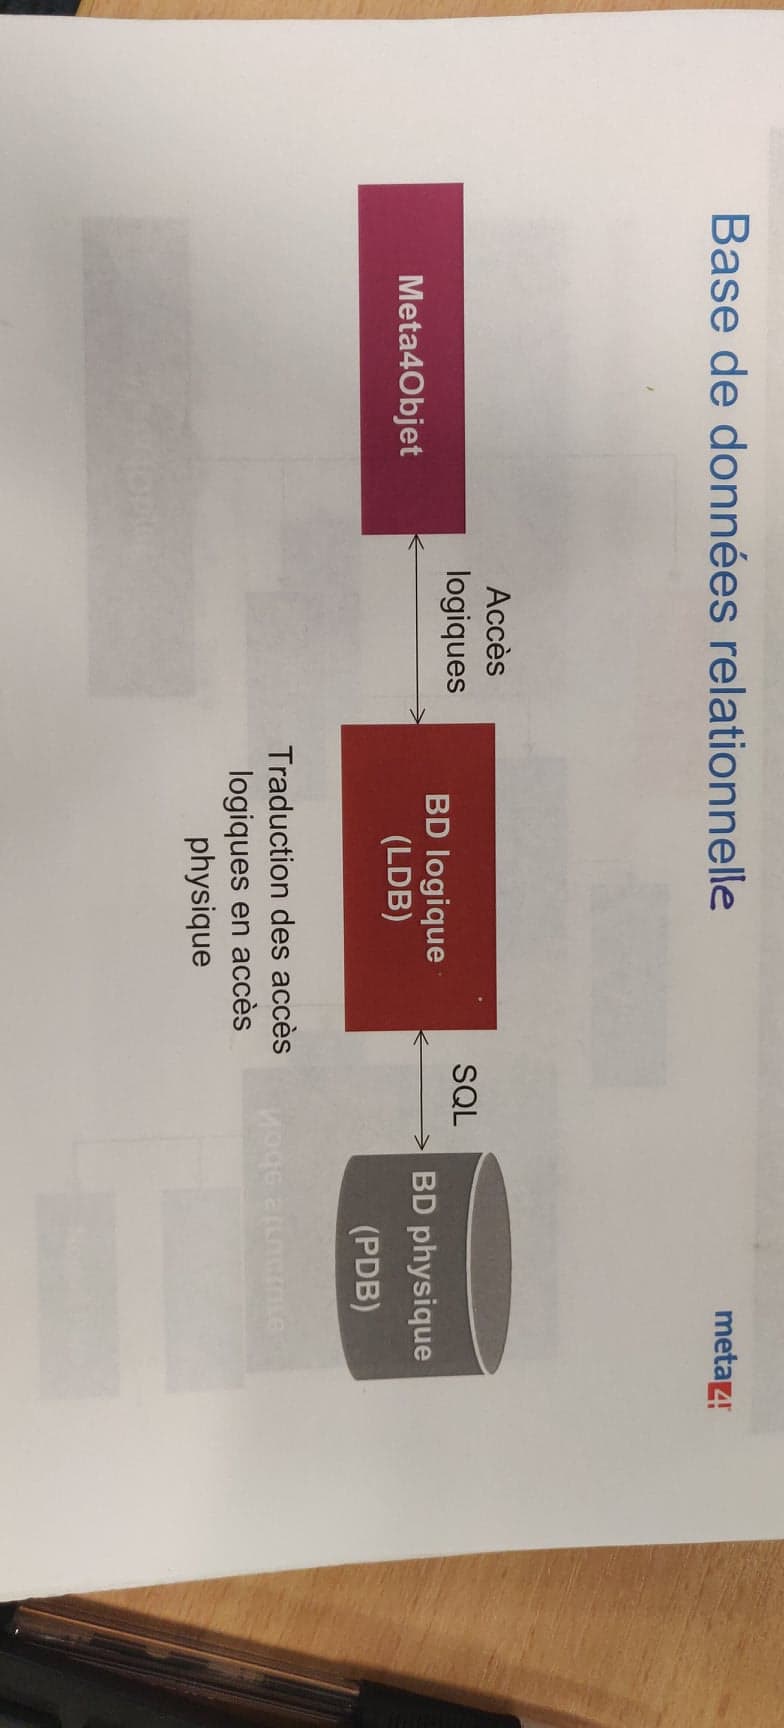 Base de données relationnelle
meta4
Accès
logiques
SQL
Meta4Objet
BD logique
(LDB)
BD physique
(PDB)
Traduction des accès
logiques en accès
physique